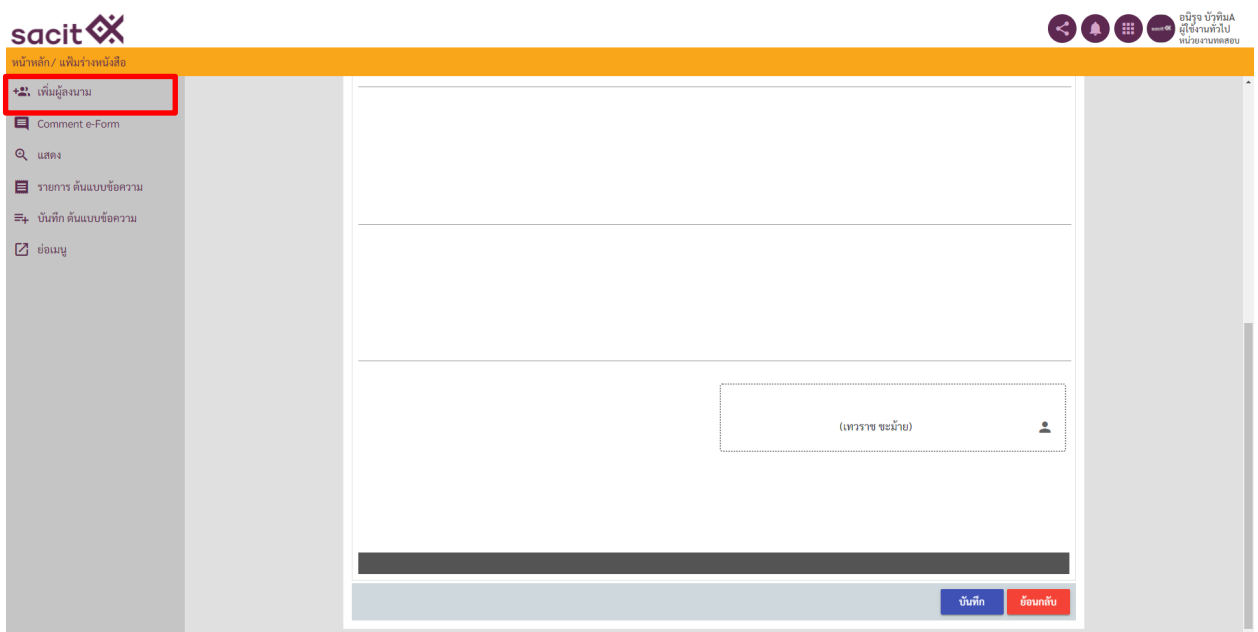 sacit
อนิรุจ บัวทิมA
ผู้ใช้งานทั่วไป
หน่วยงานทดสอบ
หน้าหลัก/ แฟ้มร่างหนังสือ
เพิ่มผู้ลงนาม
Comment e-Form
แสดง
รายการ ต้นแบบข้อความ
บันทึก ต้นแบบข้อความ
ย่อเมนู
(เทวราช ชะม้าย)
บันทึก
ย้อนกลับ